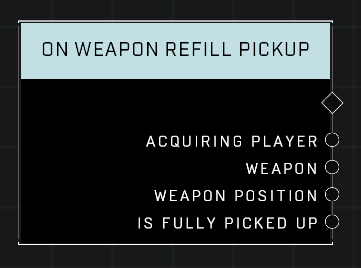 ON WEAPON REFILL PICKUP
ACQUIRING PLAYER
WEAPON
WEAPON POSITION
IS FULLY PICKED UP